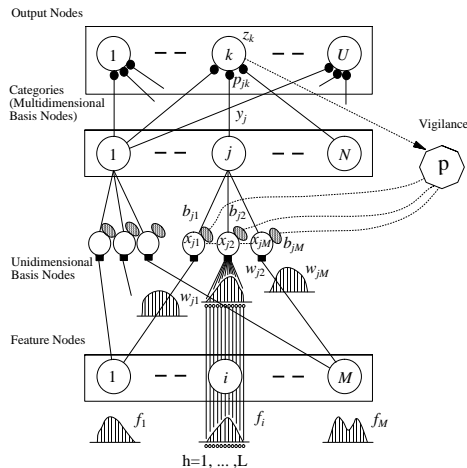 Output Nodes
z_k
1 k U
Categories
(Multidimensional
Basis Nodes)
p_jk
y_j
Vigilance
1 j N
ρ
b_j1 b_j2
x_j1 x_j2 x_jM b_jM
Unidimensional
Basis Nodes
w_j1 w_j2 w_jM
Feature Nodes
1 i M
f_1 f_i f_M
h=1, ... ,L